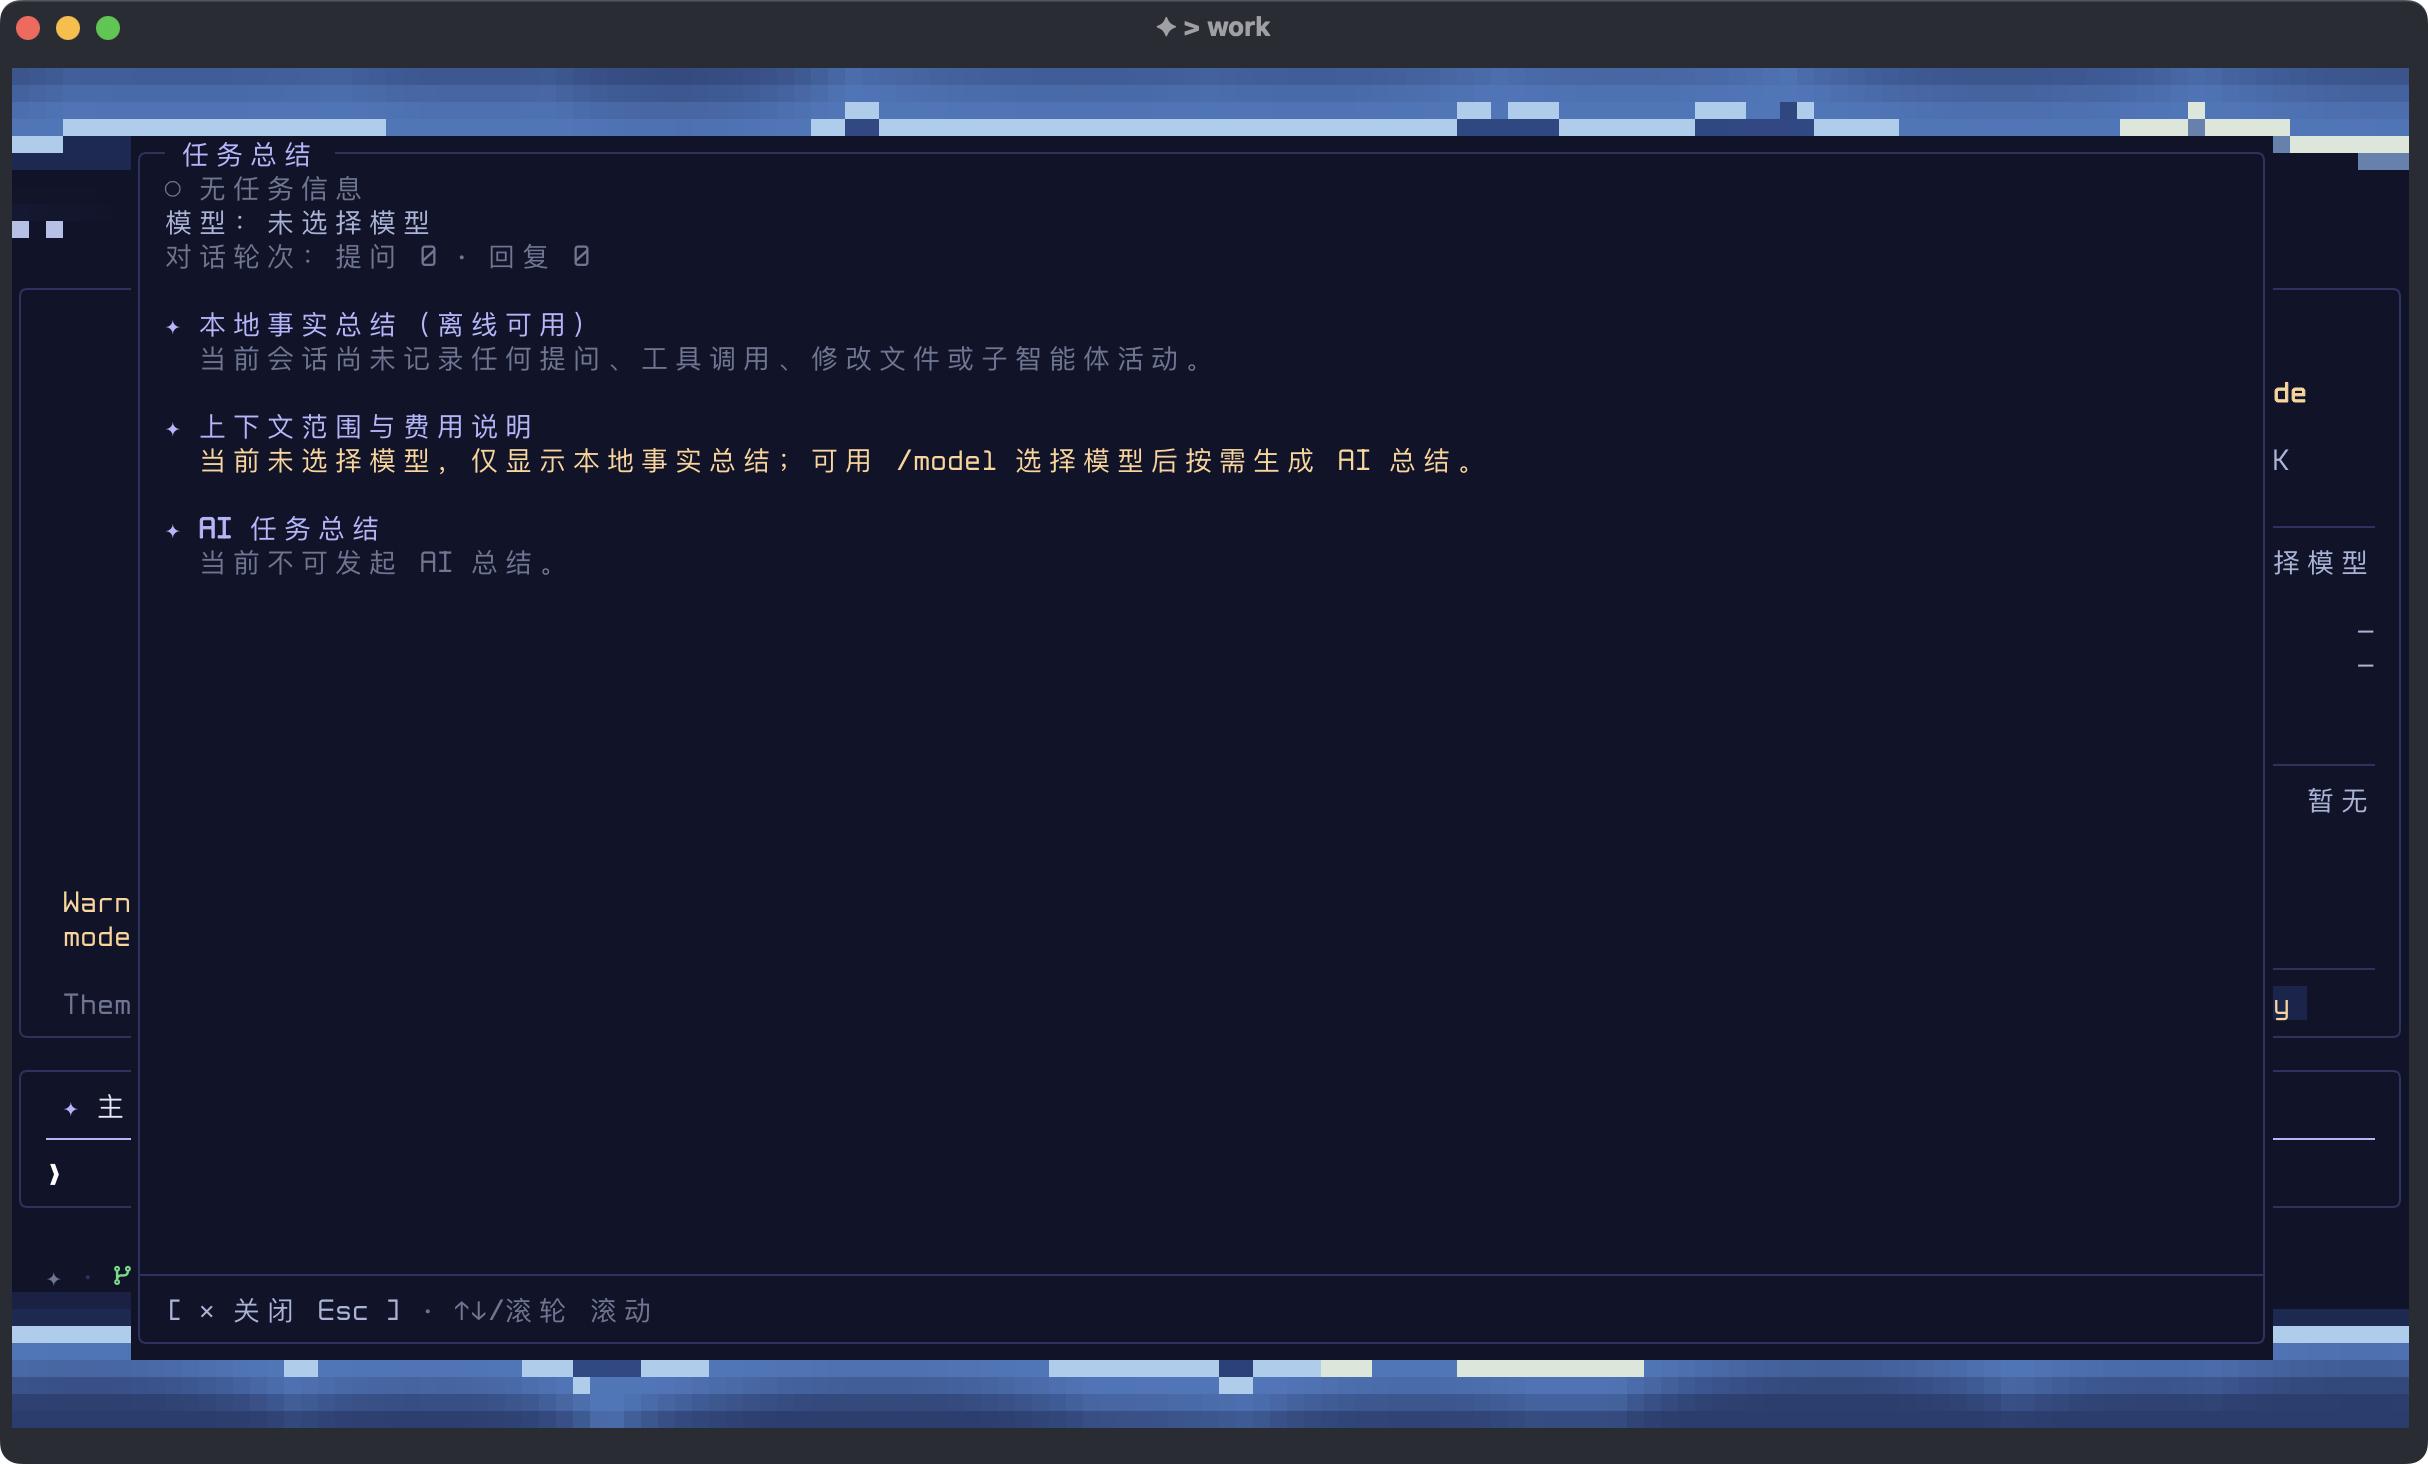 ✦ > work
任务总结
○ 无任务信息
模型: 未选择模型
对话轮次: 提问 0 · 回复 0
✦ 本地事实总结（离线可用）
当前会话尚未记录任何提问、工具调用、修改文件或子智能体活动。
de
✦ 上下文范围与费用说明
当前未选择模型, 仅显示本地事实总结; 可用 /model 选择模型后按需生成 AI 总结。
K
✦ AI 任务总结
当前不可发起 AI 总结。
择模型
—
—
暂无
Warn
mode
Them
y
✦ 主
❯
✦ ·
[ × 关闭 Esc ] · ↑↓/滚轮 滚动